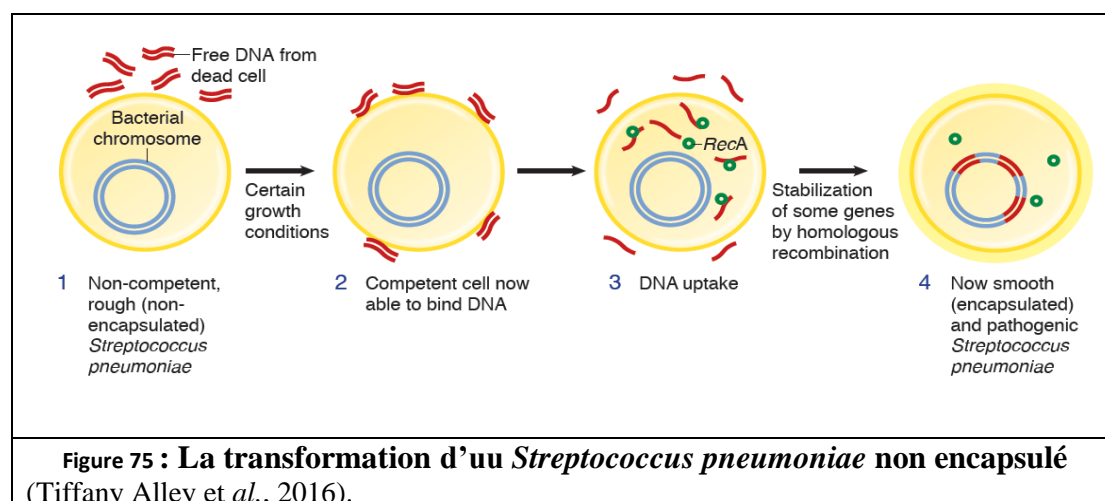 Free DNA from
dead cell
Bacterial
chromosome
Certain
growth
conditions
RecA
Stabilization
of some genes
by homologous
recombination
1 Non-competent,
rough (non-
encapsulated)
Streptococcus
pneumoniae
2 Competent cell now
able to bind DNA
3 DNA uptake
4 Now smooth
(encapsulated)
and pathogenic
Streptococcus
pneumoniae
Figure 75 : La transformation d'uu Streptococcus pneumoniae non encapsulé
(Tiffany Alley et al., 2016).